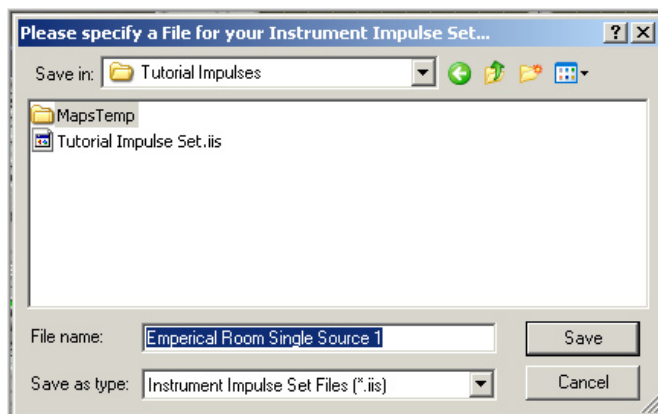 Please specify a File for your Instrument Impulse Set...
Save in: Tutorial Impulses
MapsTemp
Tutorial Impulse Set.iis
File name: Emperical Room Single Source 1 Save
Save as type: Instrument Impulse Set Files (*.iis) Cancel